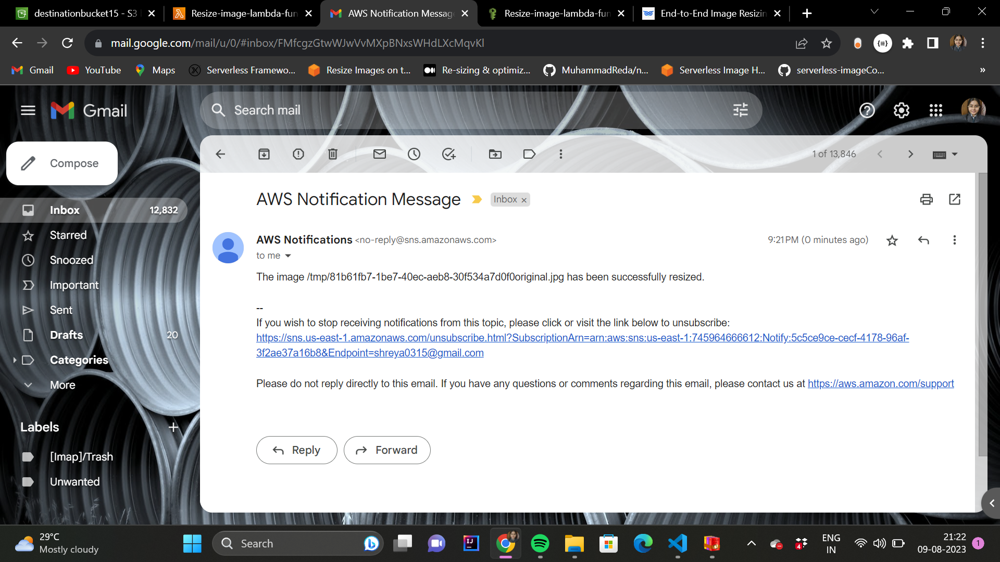 destinationbucket15 - S3
Resize-image-lambda-fun
AWS Notification Messag
Resize-image-lambda-fun
End-to-End Image Resizin
mail.google.com/mail/u/0/#inbox/FMfcgzGtwWJwVvMXpBNxsWHdLXcMqvKl
Gmail
YouTube
Maps
Serverless Framewo...
Resize Images on t...
Re-sizing & optimiz...
MuhammadReda/n...
Serverless Image H...
serverless-imageCo...
»
Gmail
Search mail
Compose
1 of 13,846
Inbox 12,832
Starred
Snoozed
Important
Sent
Drafts 20
Categories
More
Labels
[Imap]/Trash
Unwanted
AWS Notification Message
Inbox
AWS Notifications <no-reply@sns.amazonaws.com>
9:21 PM (0 minutes ago)
to me
The image /tmp/81b61fb7-1be7-40ec-aeb8-30f534a7d0f0original.jpg has been successfully resized.
--
If you wish to stop receiving notifications from this topic, please click or visit the link below to unsubscribe:
https://sns.us-east-1.amazonaws.com/unsubscribe.html?SubscriptionArn=arn:aws:sns:us-east-1:745964666612:Notify:5c5ce9ce-cecf-4178-96af-
3f2ae37a16b8&Endpoint=shreya0315@gmail.com
Please do not reply directly to this email. If you have any questions or comments regarding this email, please contact us at https://aws.amazon.com/support
Reply
Forward
29°C
Mostly cloudy
Search
IJ
4
ENG
IN
21:22
09-08-2023
1